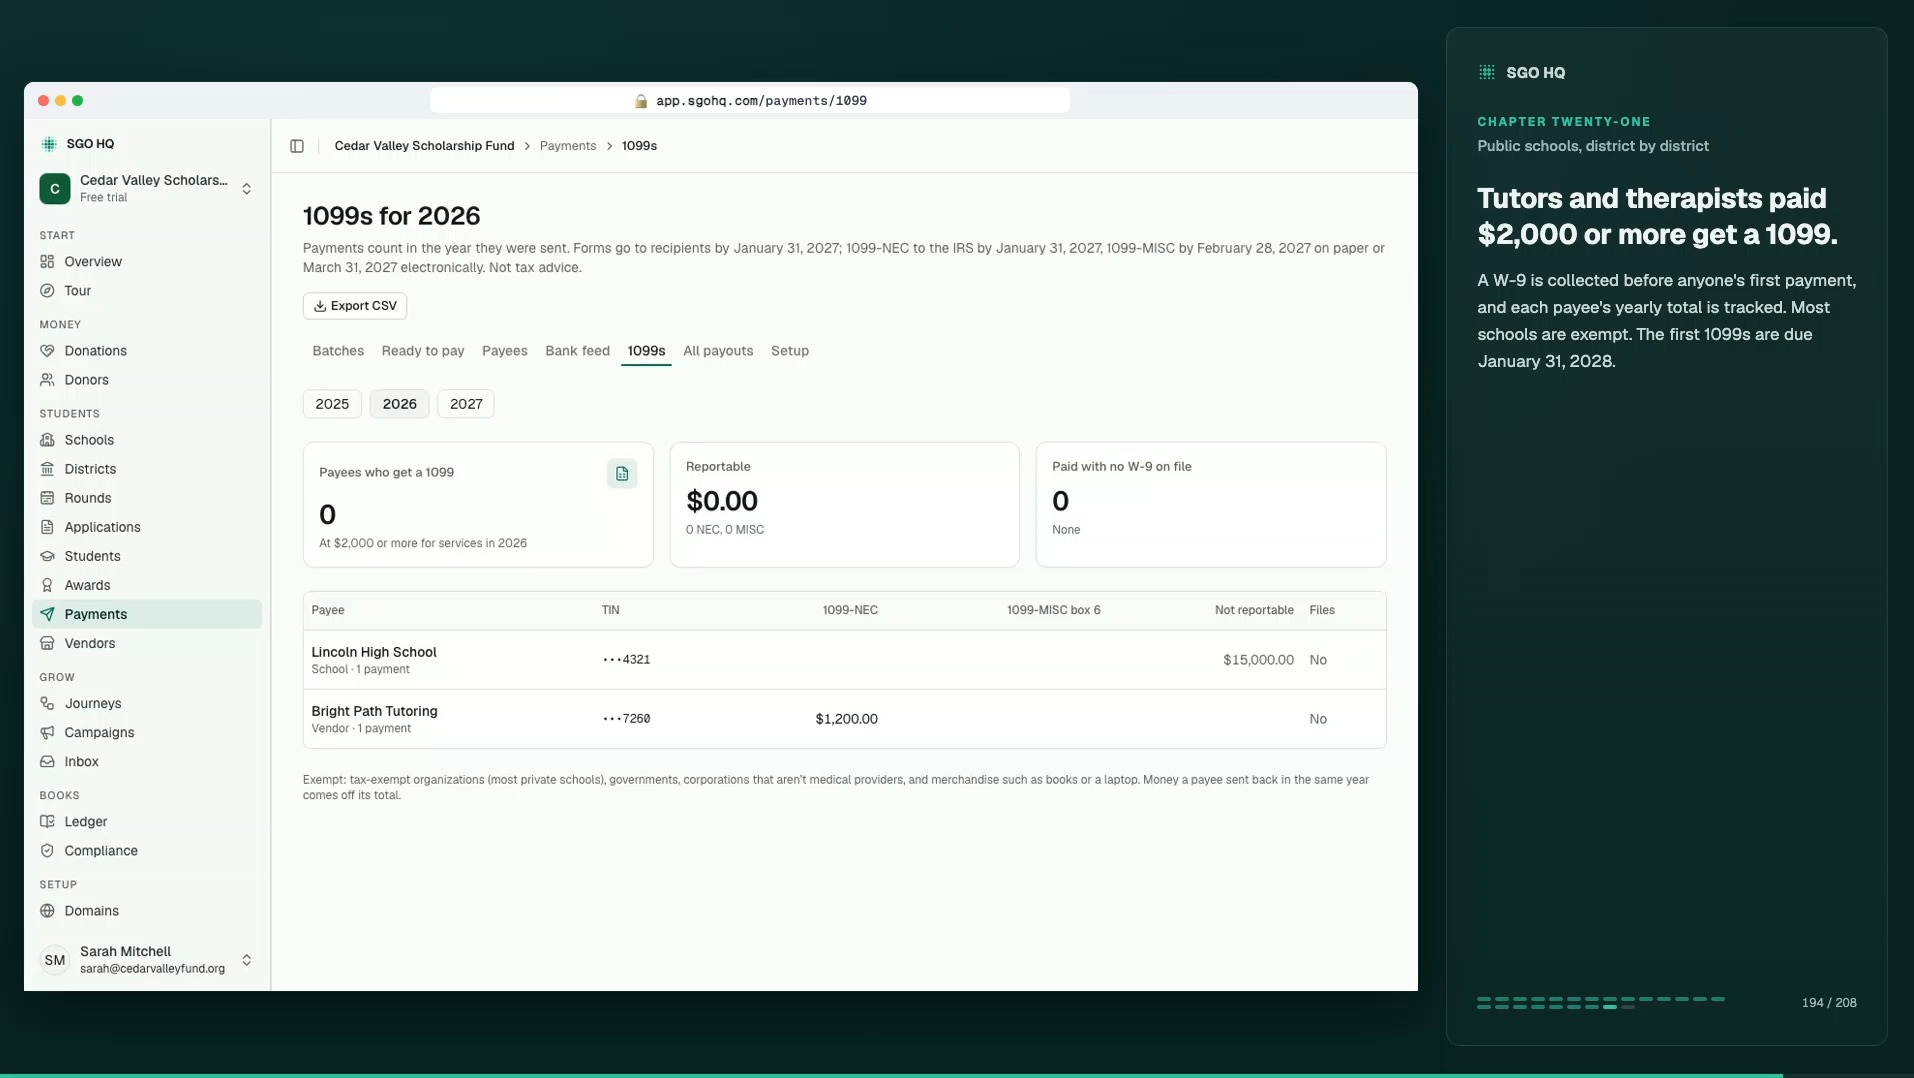 app.sgohq.com/payments/1099
SGO HQ
C
Cedar Valley Scholars...
Free trial
START
Overview
Tour
MONEY
Donations
Donors
STUDENTS
Schools
Districts
Rounds
Applications
Students
Awards
Payments
Vendors
GROW
Journeys
Campaigns
Inbox
BOOKS
Ledger
Compliance
SETUP
Domains
SM
Sarah Mitchell
sarah@cedarvalleyfund.org
Cedar Valley Scholarship Fund > Payments > 1099s
1099s for 2026
Payments count in the year they were sent. Forms go to recipients by January 31, 2027; 1099-NEC to the IRS by January 31, 2027, 1099-MISC by February 28, 2027 on paper or
March 31, 2027 electronically. Not tax advice.
Export CSV
Batches Ready to pay Payees Bank feed 1099s All payouts Setup
2025 2026 2027
Payees who get a 1099
0
At $2,000 or more for services in 2026
Reportable
$0.00
0 NEC, 0 MISC
Paid with no W-9 on file
0
None
Payee TIN 1099-NEC 1099-MISC box 6 Not reportable Files
Lincoln High School
School · 1 payment
•••4321 $15,000.00 No
Bright Path Tutoring
Vendor · 1 payment
•••7260 $1,200.00 No
Exempt: tax-exempt organizations (most private schools), governments, corporations that aren't medical providers, and merchandise such as books or a laptop. Money a payee sent back in the same year
comes off its total.
SGO HQ
CHAPTER TWENTY-ONE
Public schools, district by district
Tutors and therapists paid
$2,000 or more get a 1099.
A W-9 is collected before anyone's first payment,
and each payee's yearly total is tracked. Most
schools are exempt. The first 1099s are due
January 31, 2028.
194 / 208